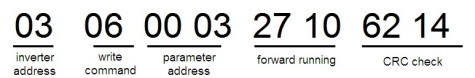 03 06 00 03 27 10 62 14
inverter address write command parameter address forward running CRC check